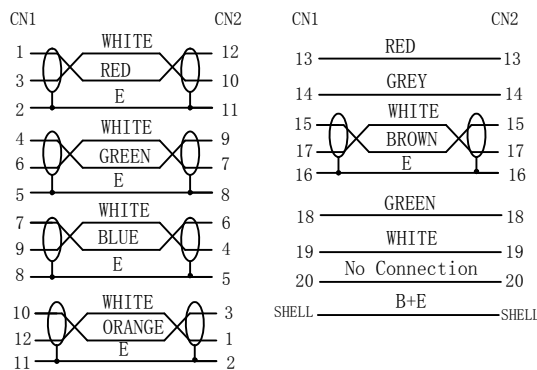 CN1 CN2
WHITE
1 12
RED
3 10
E
2 11
WHITE
4 9
GREEN
6 7
E
5 8
WHITE
7 6
BLUE
9 4
E
8 5
WHITE
10 3
ORANGE
12 1
E
11 2
CN1 CN2
RED
13 13
GREY
14 14
WHITE
15 15
BROWN
17 17
E
16 16
GREEN
18 18
WHITE
19 19
No Connection
20 20
B+E
SHELL SHELL